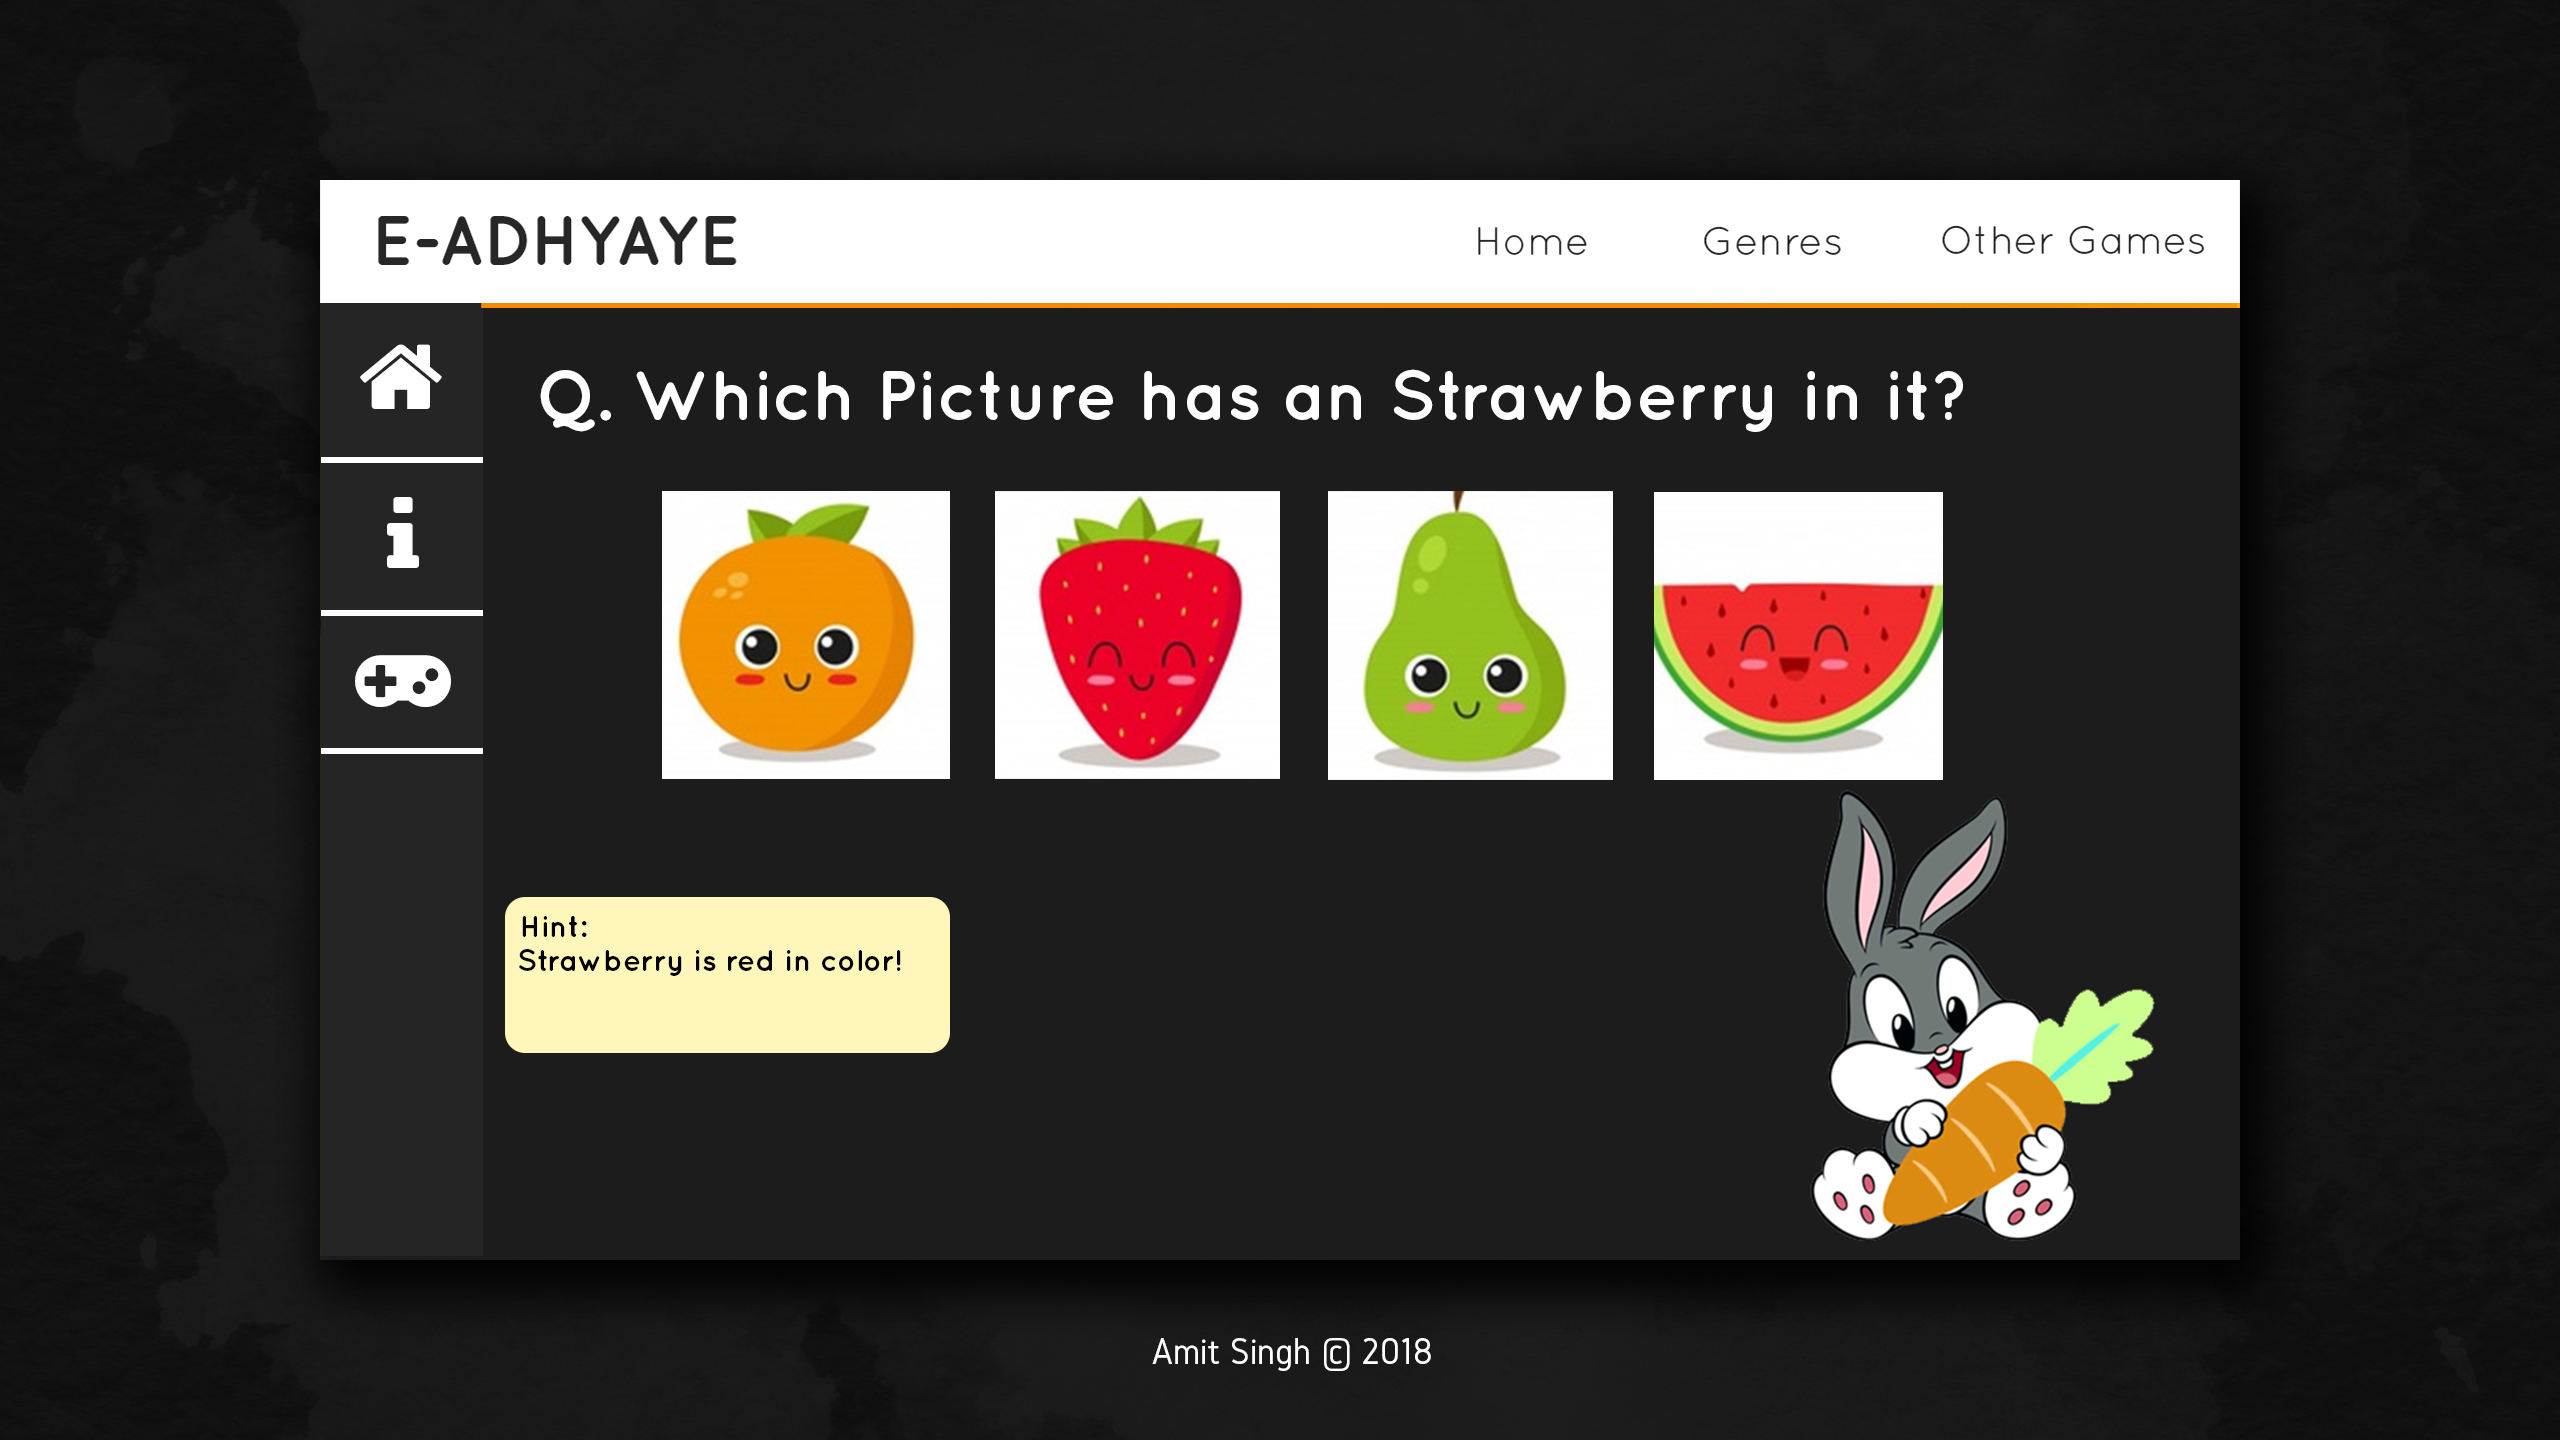 E-ADHYAYE
Home
Genres
Other Games
Q. Which Picture has an Strawberry in it?
Hint:
Strawberry is red in color!
Amit Singh © 2018